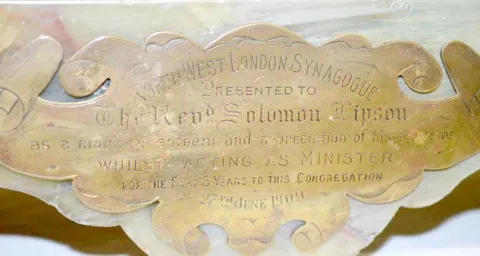 NORTH WEST LONDON SYNAGOGUE
PRESENTED TO
The Revd Solomon Lipson
as a mark of esteem and appreciation of his
WHILST ACTING AS MINISTER
FOR THE PAST YEARS TO THIS CONGREGATION
27TH JUNE 1909